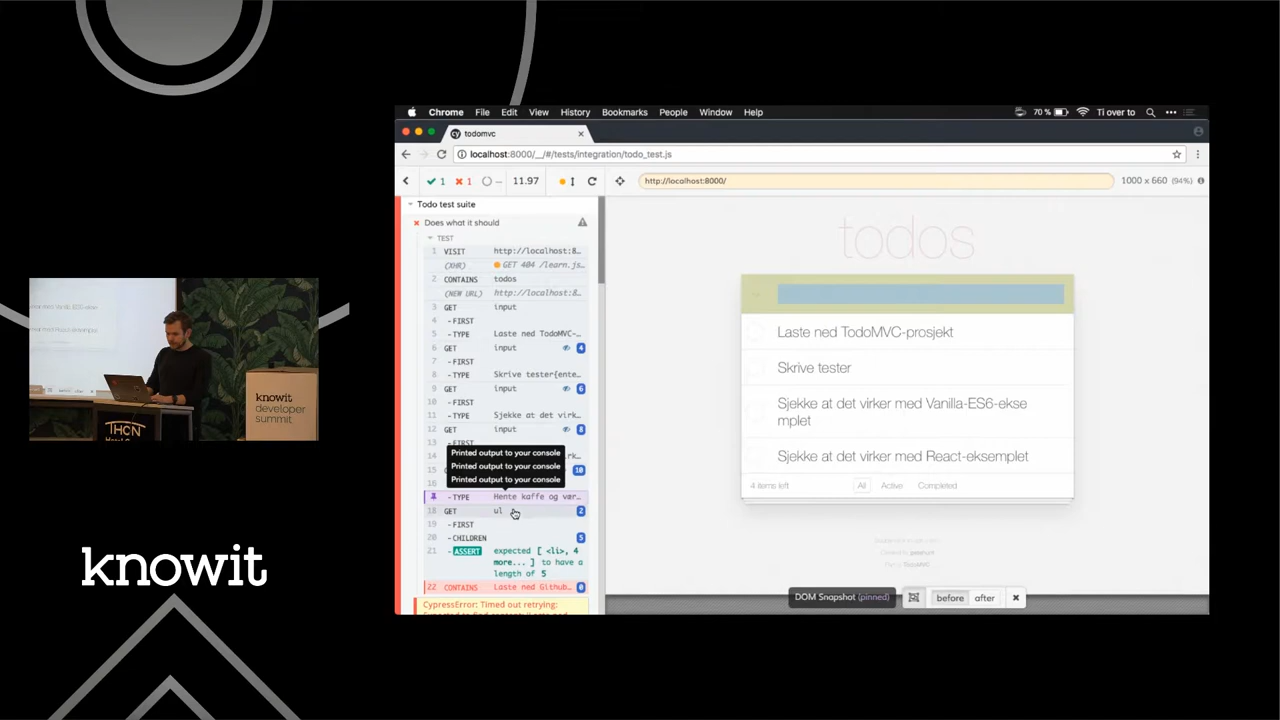 Chrome File Edit View History Bookmarks People Window Help 70 % Ti over to
cy todomvc
localhost:8000/__/#/tests/integration/todo_test.js
1 1 -- 11.97 1 http://localhost:8000/ 1000 x 660 (94%)
Todo test suite
Does what it should
TEST
1 VISIT http://localhost:8…
(XHR) GET 404 /learn.js…
2 CONTAINS todos
(NEW URL) http://localhost:8…
3 GET input
4 - FIRST
5 - TYPE Laste ned TodoMVC-…
6 GET input 4
7 - FIRST
8 - TYPE Skrive tester{ente…
9 GET input 6
10 - FIRST
11 - TYPE Sjekke at det virk…
12 GET input 8
13 - FIRST
14
15 10
16
Printed output to your console
Printed output to your console
Printed output to your console
- TYPE Hente kaffe og vær…
18 GET ul 2
19 - FIRST
20 - CHILDREN 5
21 - ASSERT expected [ <li>, 4
more... ] to have a
length of 5
22 CONTAINS Laste ned Github… 0
CypressError: Timed out retrying:
todos
Laste ned TodoMVC-prosjekt
Skrive tester
Sjekke at det virker med Vanilla-ES6-ekse
mplet
Sjekke at det virker med React-eksemplet
4 items left All Active Completed
DOM Snapshot (pinned) before after
knowit
developer
summit
THON
Hotel
knowit